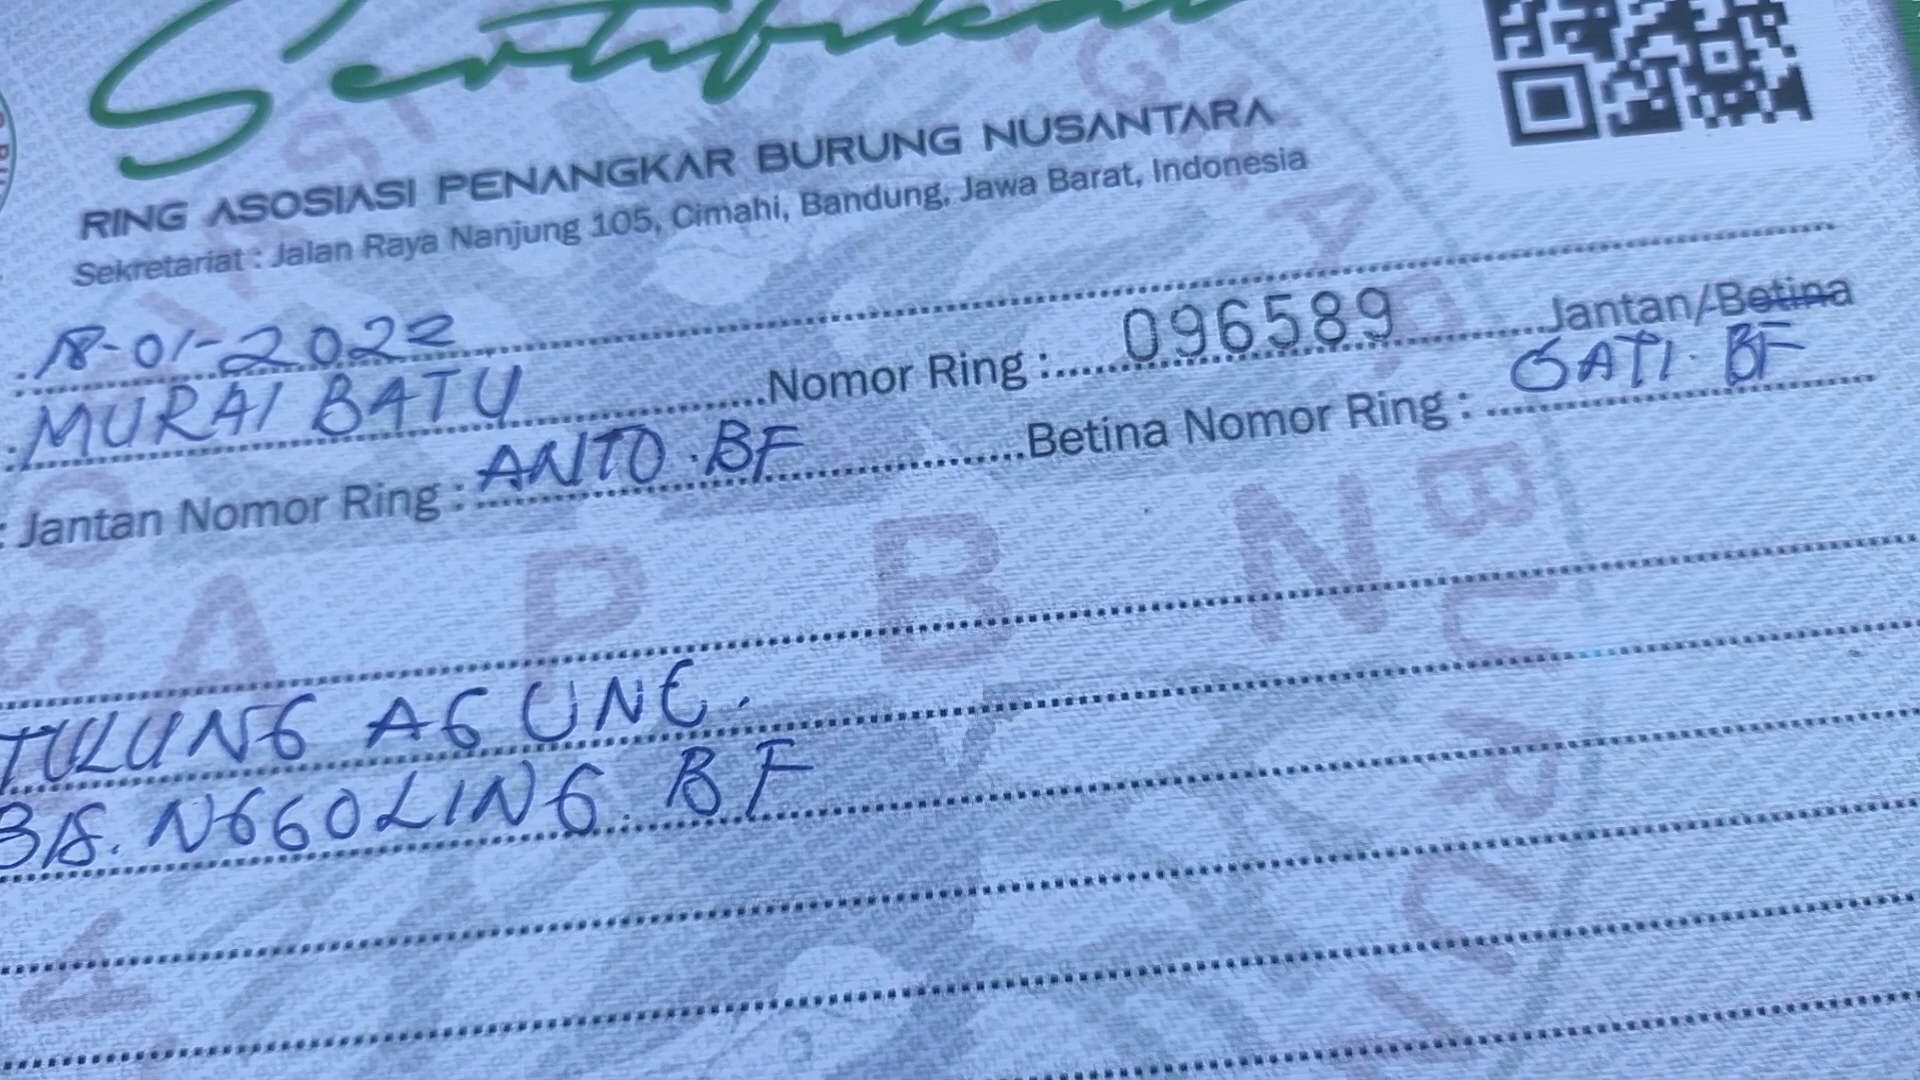 Sertifikat
RING ASOSIASI PENANGKAR BURUNG NUSANTARA
Sekretariat : Jalan Raya Nanjung 105, Cimahi, Bandung, Jawa Barat, Indonesia
18-01-2022
: MURAI BATU Nomor Ring : 096589 Jantan/Betina
: Jantan Nomor Ring : ANTO . BF Betina Nomor Ring : GATI . BF
A P B N
TULUNG AGUNG.
BS. NGGOLING. BF